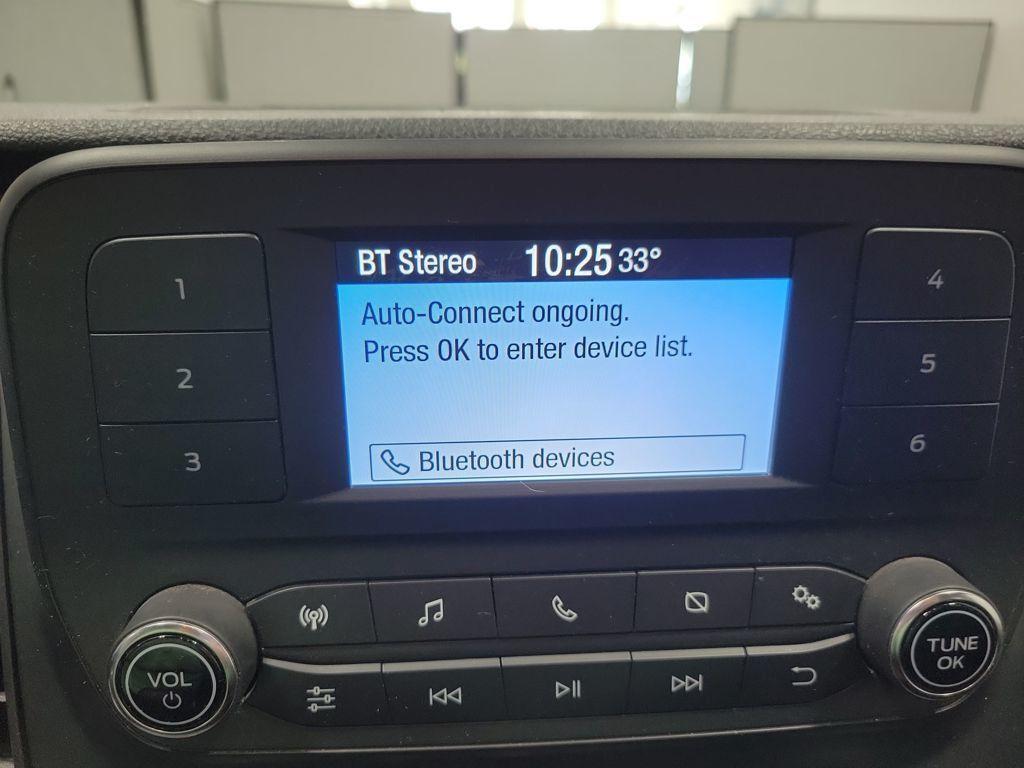 BT Stereo 10:25 33°
Auto-Connect ongoing.
Press OK to enter device list.
Bluetooth devices
1
2
3
4
5
6
VOL
TUNE
OK